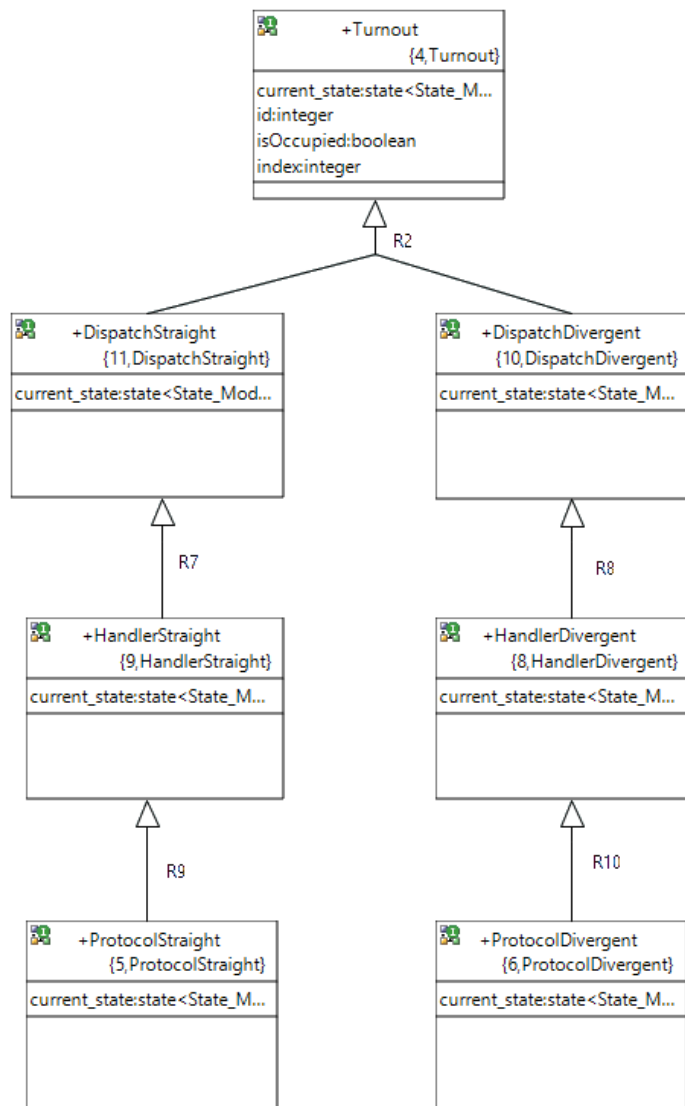 +Turnout
{4,Turnout}
current_state:state<State_M...
id:integer
isOccupied:boolean
index:integer
R2
+DispatchStraight
{11,DispatchStraight}
current_state:state<State_Mod...
+DispatchDivergent
{10,DispatchDivergent}
current_state:state<State_M...
R7
R8
+HandlerStraight
{9,HandlerStraight}
current_state:state<State_M...
+HandlerDivergent
{8,HandlerDivergent}
current_state:state<State_M...
R9
R10
+ProtocolStraight
{5,ProtocolStraight}
current_state:state<State_M...
+ProtocolDivergent
{6,ProtocolDivergent}
current_state:state<State_M...